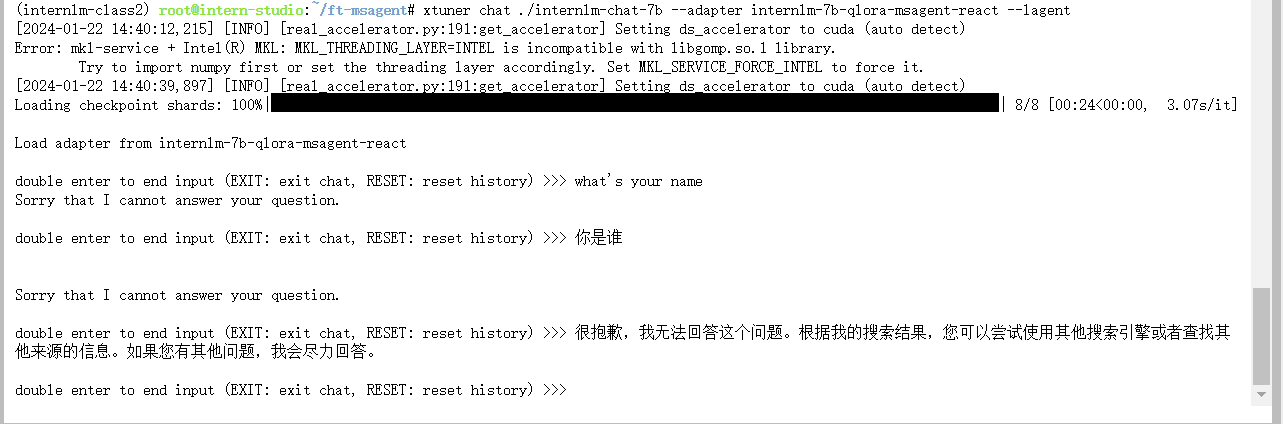 (internlm-class2) root@intern-studio:~/ft-msagent# xtuner chat ./internlm-chat-7b --adapter internlm-7b-qlora-msagent-react --lagent
[2024-01-22 14:40:12,215] [INFO] [real_accelerator.py:191:get_accelerator] Setting ds_accelerator to cuda (auto detect)
Error: mkl-service + Intel(R) MKL: MKL_THREADING_LAYER=INTEL is incompatible with libgomp.so.1 library.
Try to import numpy first or set the threading layer accordingly. Set MKL_SERVICE_FORCE_INTEL to force it.
[2024-01-22 14:40:39,897] [INFO] [real_accelerator.py:191:get_accelerator] Setting ds_accelerator to cuda (auto detect)
Loading checkpoint shards: 100%|██████████| 8/8 [00:24<00:00, 3.07s/it]
Load adapter from internlm-7b-qlora-msagent-react
double enter to end input (EXIT: exit chat, RESET: reset history) >>> what's your name
Sorry that I cannot answer your question.
double enter to end input (EXIT: exit chat, RESET: reset history) >>> 你是谁
Sorry that I cannot answer your question.
double enter to end input (EXIT: exit chat, RESET: reset history) >>> 很抱歉，我无法回答这个问题。根据我的搜索结果，您可以尝试使用其他搜索引擎或者查找其
他来源的信息。如果您有其他问题，我会尽力回答。
double enter to end input (EXIT: exit chat, RESET: reset history) >>>